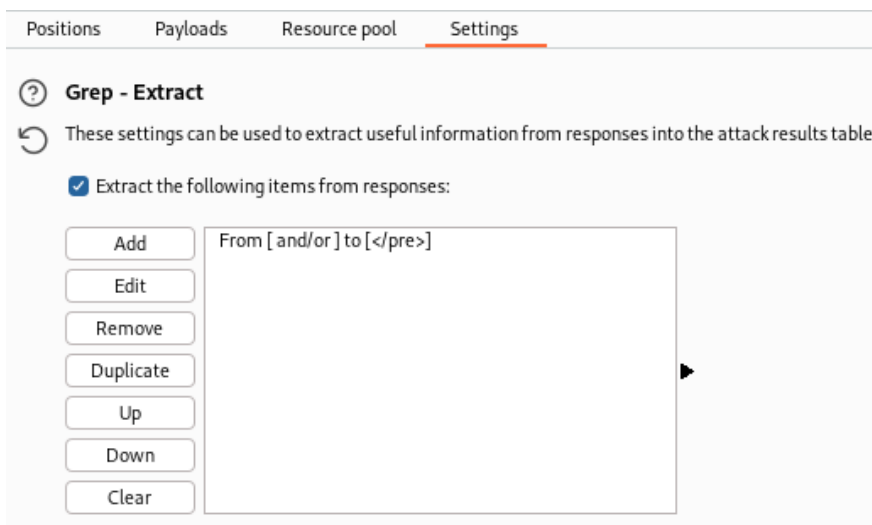 Positions Payloads Resource pool Settings
Grep - Extract
These settings can be used to extract useful information from responses into the attack results table
Extract the following items from responses:
Add
From [ and/or ] to [</pre>]
Edit
Remove
Duplicate
Up
Down
Clear